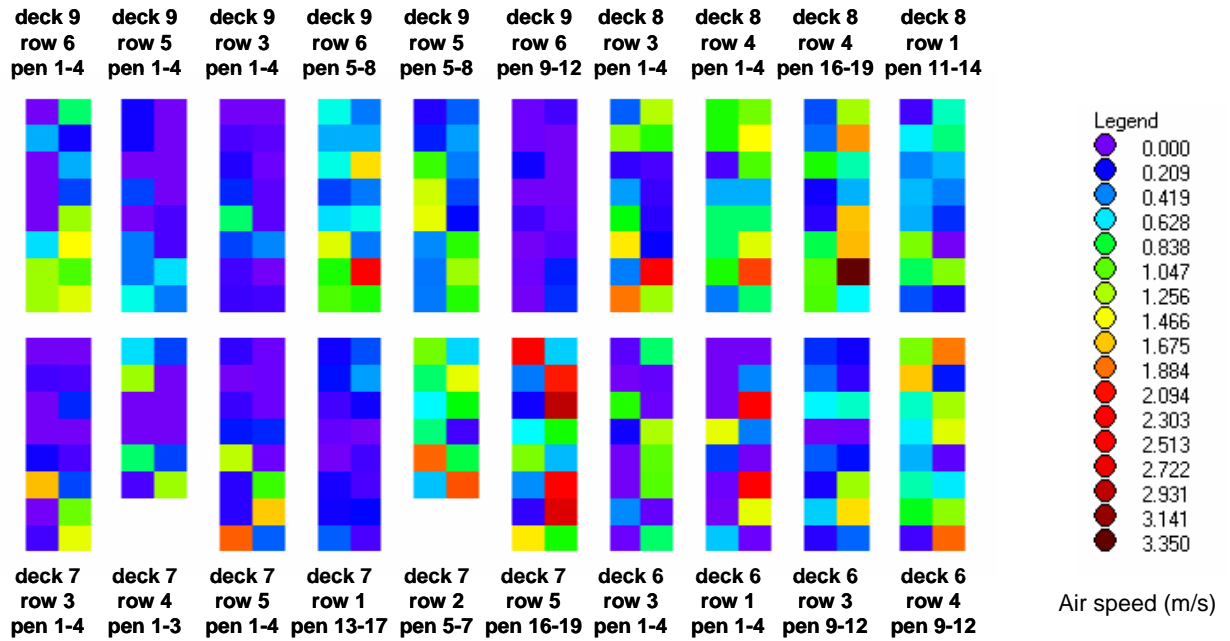 deck 9 deck 9 deck 9 deck 9 deck 9 deck 9 deck 8 deck 8 deck 8 deck 8
row 6 row 5 row 3 row 6 row 5 row 6 row 3 row 4 row 4 row 1
pen 1-4 pen 1-4 pen 1-4 pen 5-8 pen 5-8 pen 9-12 pen 1-4 pen 1-4 pen 16-19 pen 11-14
Legend
0.000
0.209
0.419
0.628
0.838
1.047
1.256
1.466
1.675
1.884
2.094
2.303
2.513
2.722
2.931
3.141
3.350
Air speed (m/s)
deck 7 deck 7 deck 7 deck 7 deck 7 deck 7 deck 6 deck 6 deck 6 deck 6
row 3 row 4 row 5 row 1 row 2 row 5 row 3 row 1 row 3 row 4
pen 1-4 pen 1-3 pen 1-4 pen 13-17 pen 5-7 pen 16-19 pen 1-4 pen 1-4 pen 9-12 pen 9-12